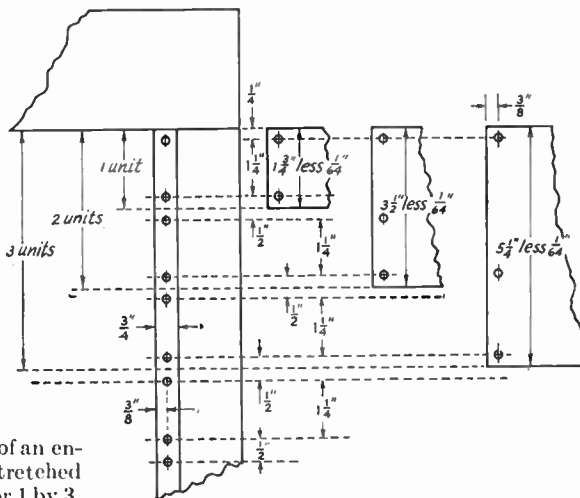 1/4"
3/8"
1 unit
1 1/4"
1 3/4" less 1/64"
3 1/2" less 1/64"
5 1/4" less 1/64"
2 units
3 units
1/2"
1 1/4"
1/2"
1 1/4"
3/4"
3/8"
1/2"
1 1/4"
1/2"
of an en-
tretched
r 1 by 3